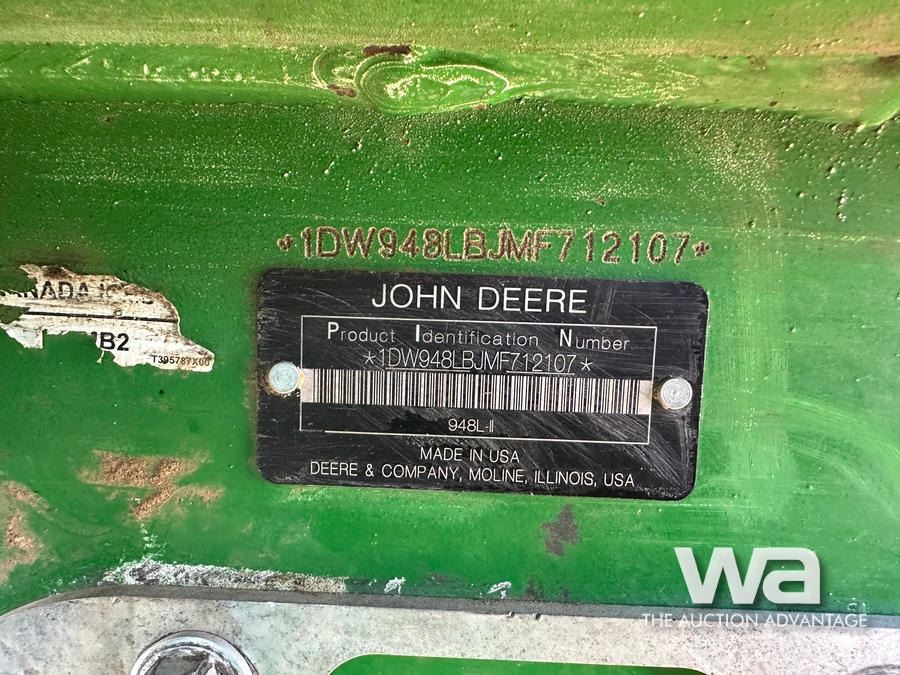 *1DW948LBJMF712107*
JOHN DEERE
Product Identification Number
*1DW948LBJMF712107*
948L-II
MADE IN USA
DEERE & COMPANY, MOLINE, ILLINOIS, USA
T395787X00
wa
THE AUCTION ADVANTAGE